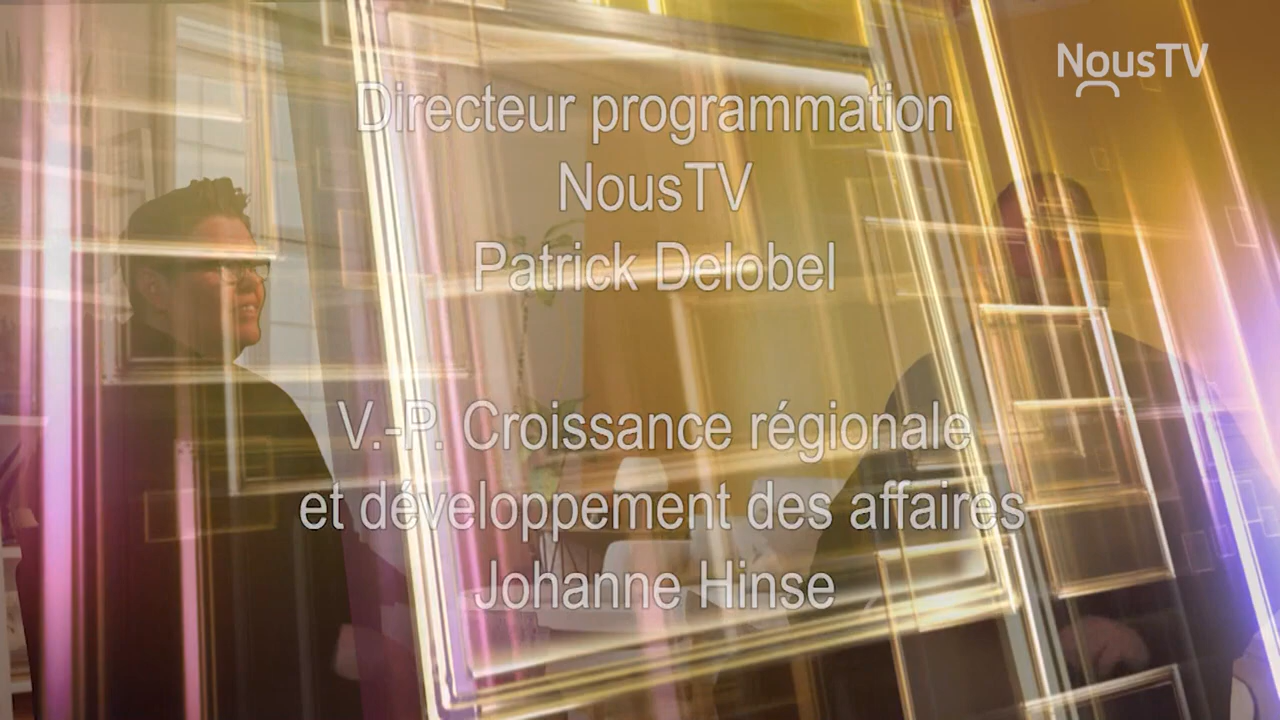 NousTV
Directeur programmation
NousTV
Patrick Delobel
V.-P. Croissance régionale
et développement des affaires
Johanne Hinse